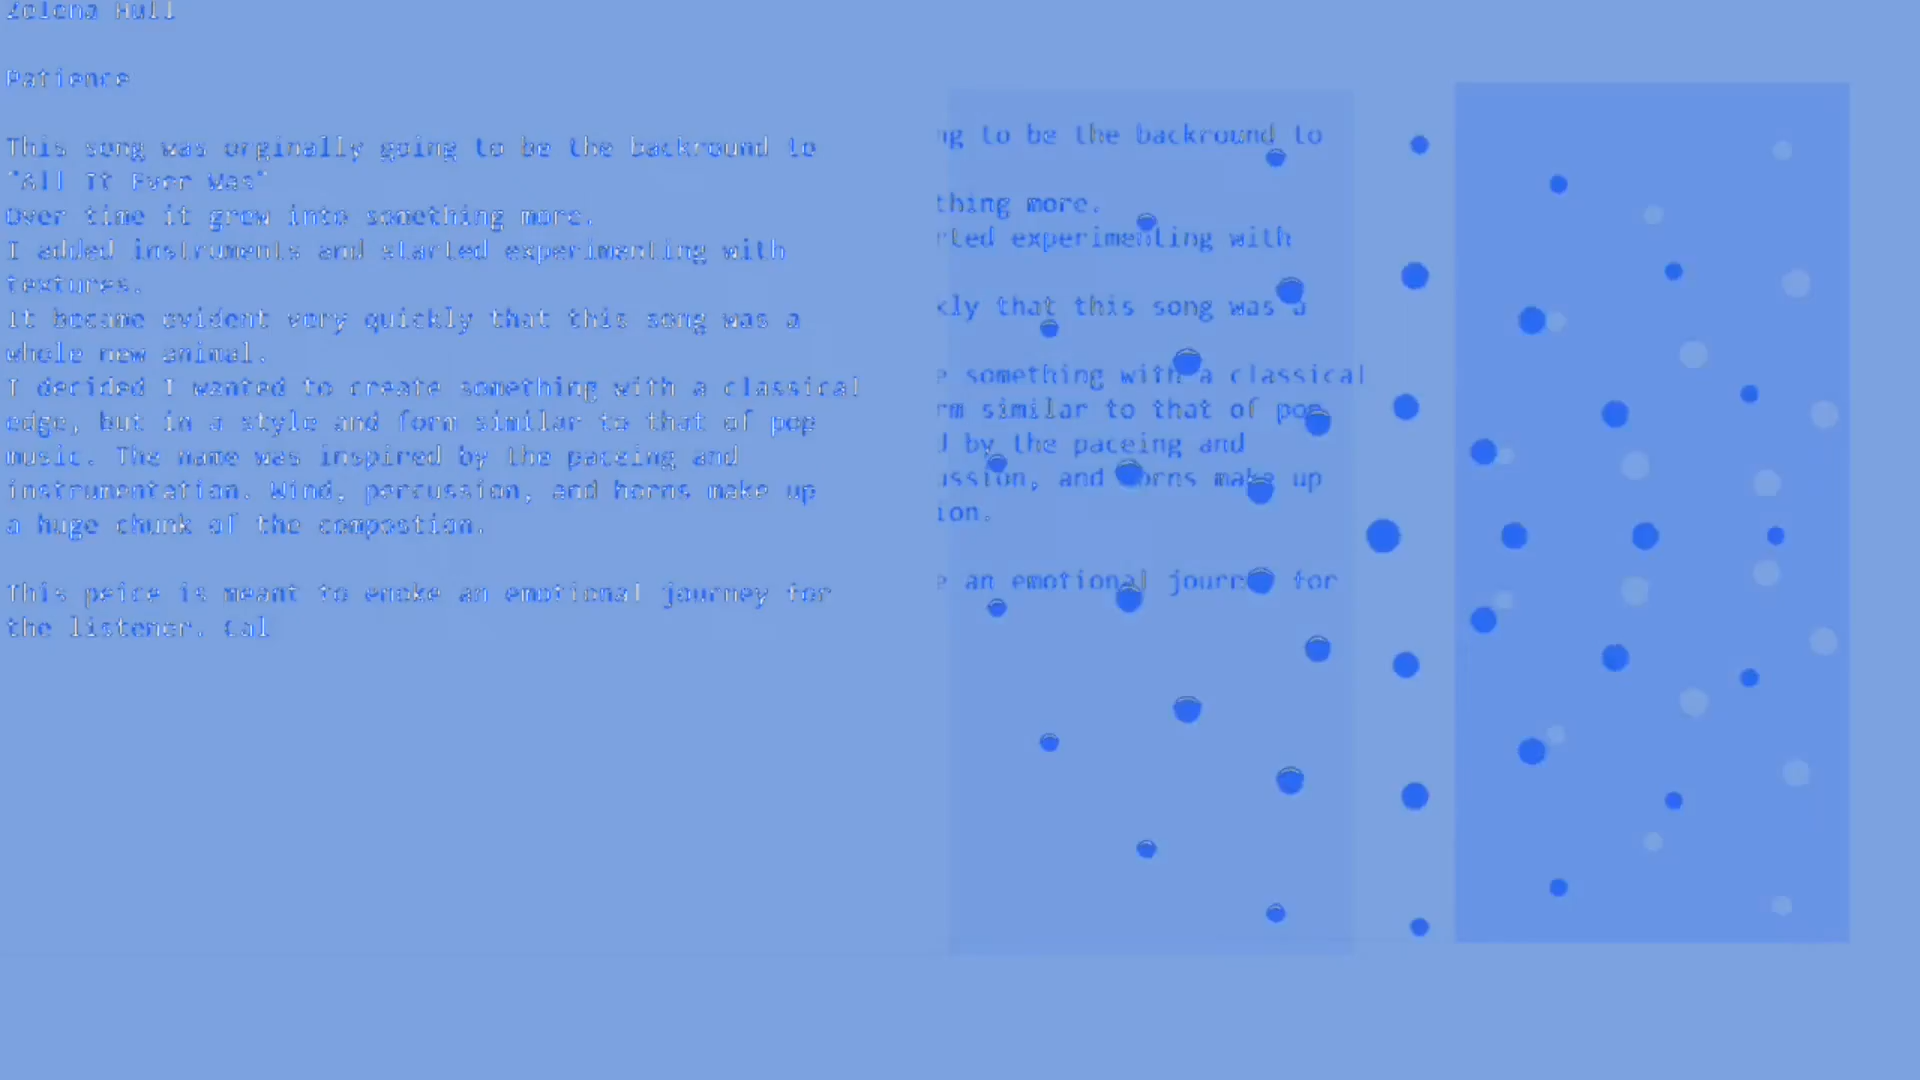 Zelena Hull
Patience
This song was orginally going to be the backround to
"All It Ever Was"
Over time it grew into something more.
I added instruments and started experimenting with
textures.
It became evident very quickly that this song was a
whole new animal.
I decided I wanted to create something with a classical
edge, but in a style and form similar to that of pop
music. The name was inspired by the paceing and
instrumentation. Wind, percussion, and horns make up
a huge chunk of the compostion.
This peice is meant to envoke an emotional journey for
the listener. Cal
ng to be the backround to
thing more.
rted experimenting with
kly that this song was a
e something with a classical
rm similar to that of pop
d by the paceing and
ussion, and horns make up
ion.
e an emotional journey for